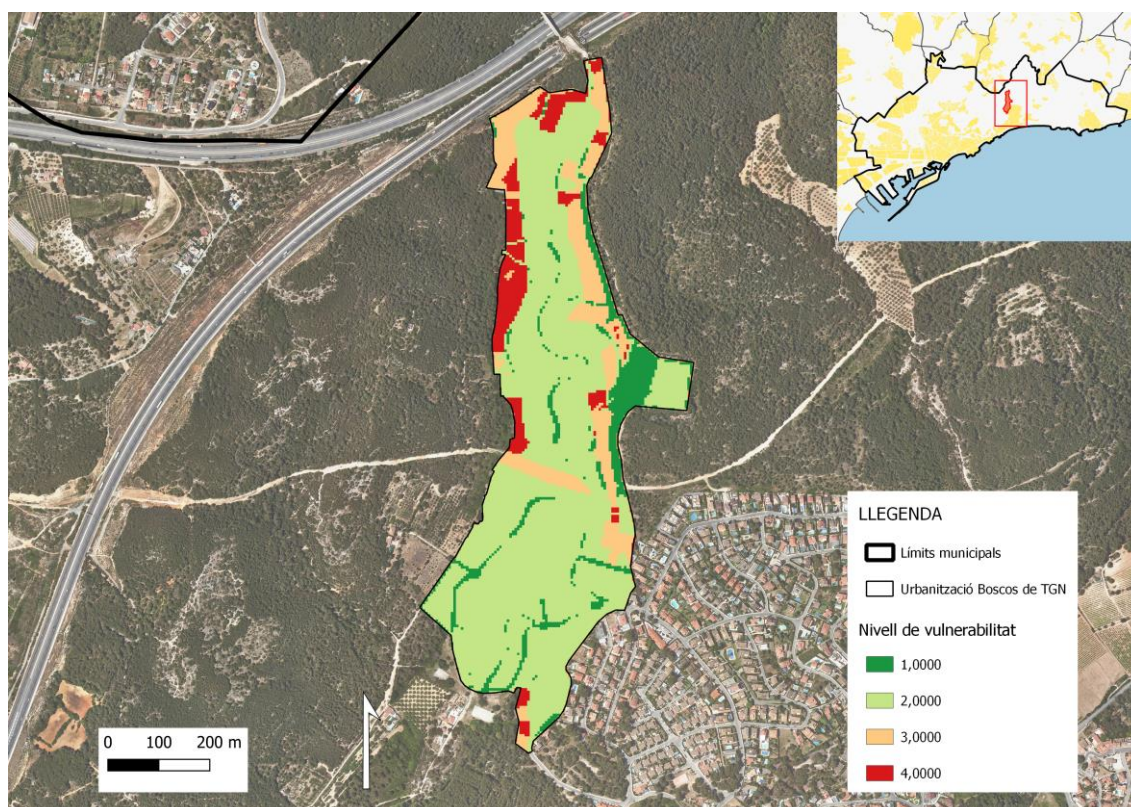 LLEGENDA
Límits municipals
Urbanització Boscos de TGN
Nivell de vulnerabilitat
1,0000
2,0000
3,0000
4,0000
0 100 200 m